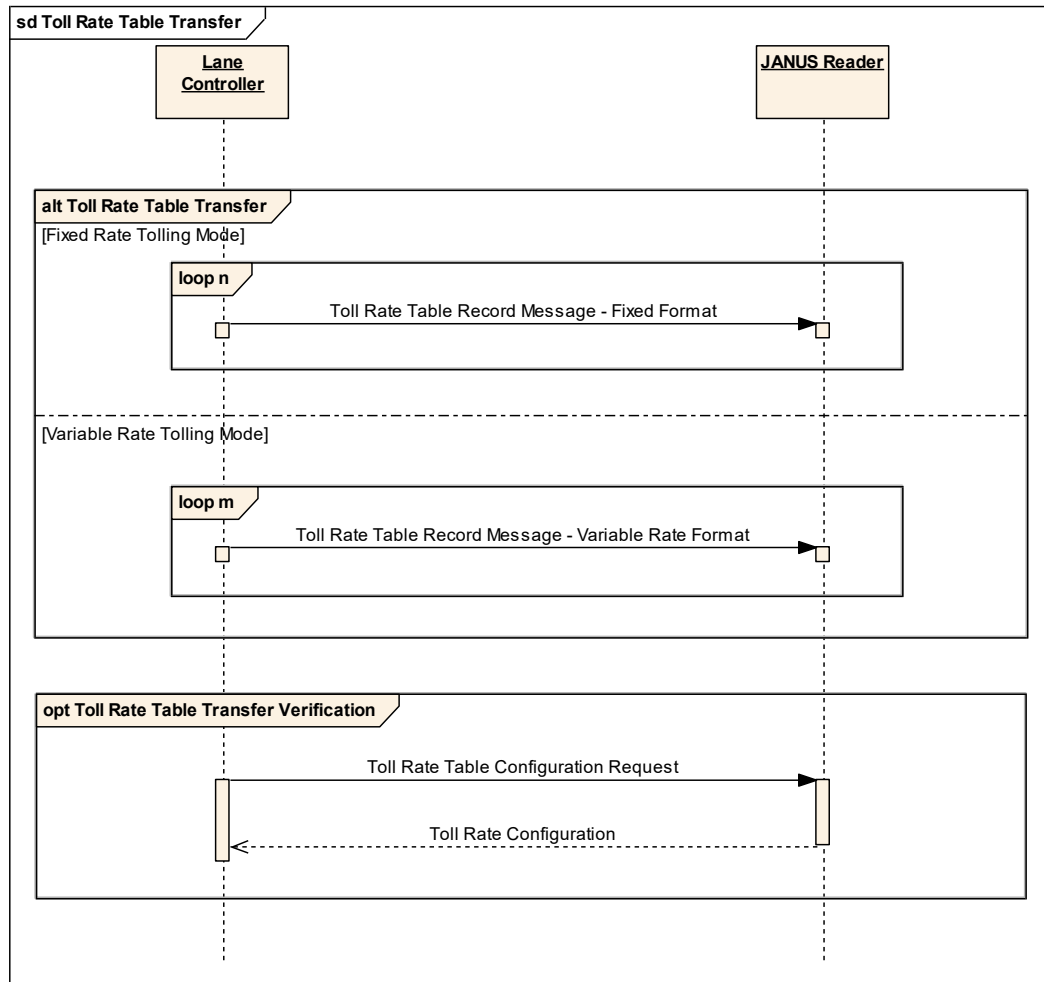 sd Toll Rate Table Transfer
Lane
Controller
JANUS Reader
alt Toll Rate Table Transfer
[Fixed Rate Tolling Mode]
loop n
Toll Rate Table Record Message - Fixed Format
[Variable Rate Tolling Mode]
loop m
Toll Rate Table Record Message - Variable Rate Format
opt Toll Rate Table Transfer Verification
Toll Rate Table Configuration Request
Toll Rate Configuration